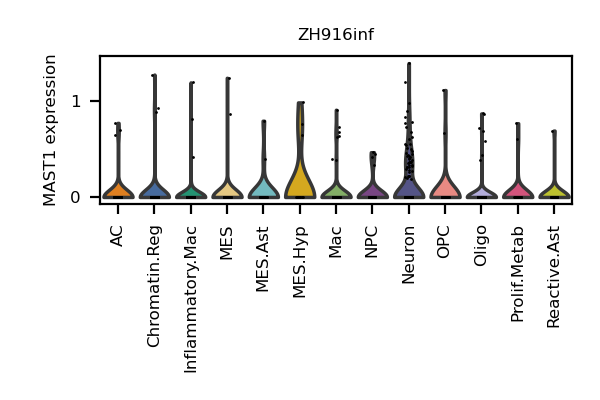 ZH916inf
MAST1 expression
1
0
AC
Chromatin.Reg
Inflammatory.Mac
MES
MES.Ast
MES.Hyp
Mac
NPC
Neuron
OPC
Oligo
Prolif.Metab
Reactive.Ast